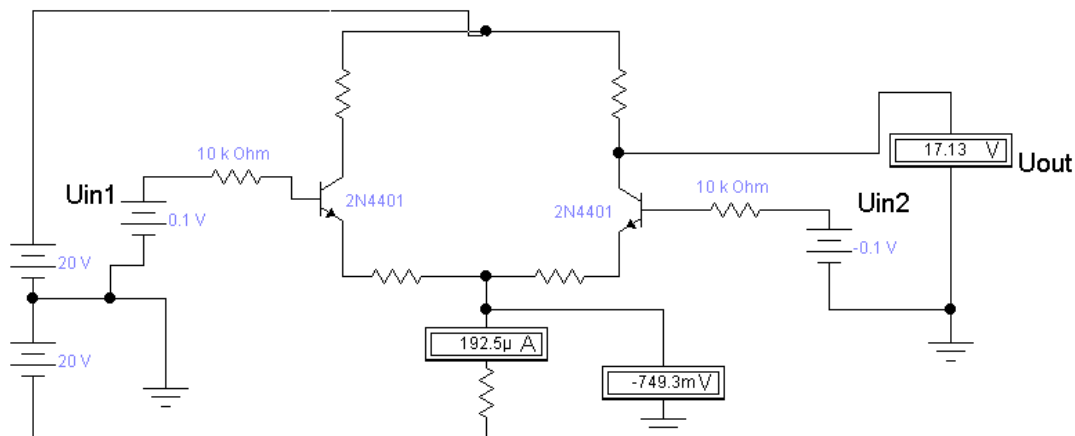 10 k Ohm
Uin1
0.1 V
2N4401
2N4401
17.13 V
Uout
10 k Ohm
Uin2
-0.1 V
20 V
20 V
192.5µ A
-749.3mV